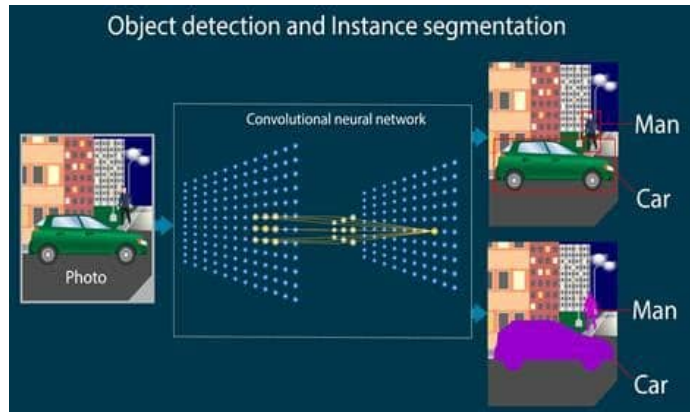 Object detection and Instance segmentation
Convolutional neural network
Photo
Man
Car
Man
Car